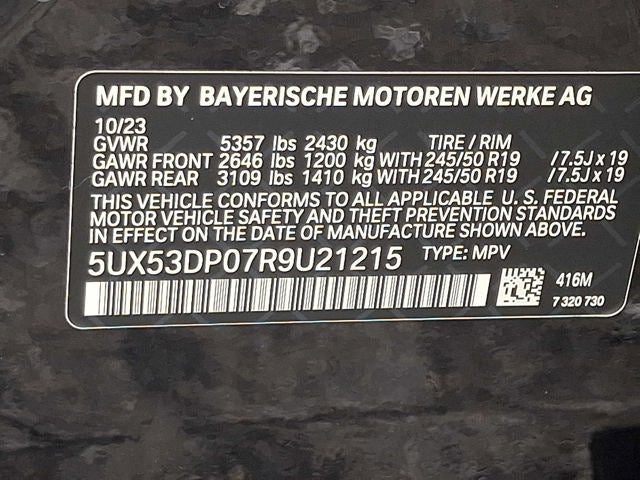 MFD BY BAYERISCHE MOTOREN WERKE AG
10/23
GVWR 5357 lbs 2430 kg TIRE / RIM
GAWR FRONT 2646 lbs 1200 kg WITH 245/50 R19 / 7.5J x 19
GAWR REAR 3109 lbs 1410 kg WITH 245/50 R19 / 7.5J x 19
THIS VEHICLE CONFORMS TO ALL APPLICABLE U. S. FEDERAL
MOTOR VEHICLE SAFETY AND THEFT PREVENTION STANDARDS
IN EFFECT ON THE DATE OF MANUFACTURE SHOWN ABOVE.
5UX53DP07R9U21215 TYPE: MPV
416M
7 320 730